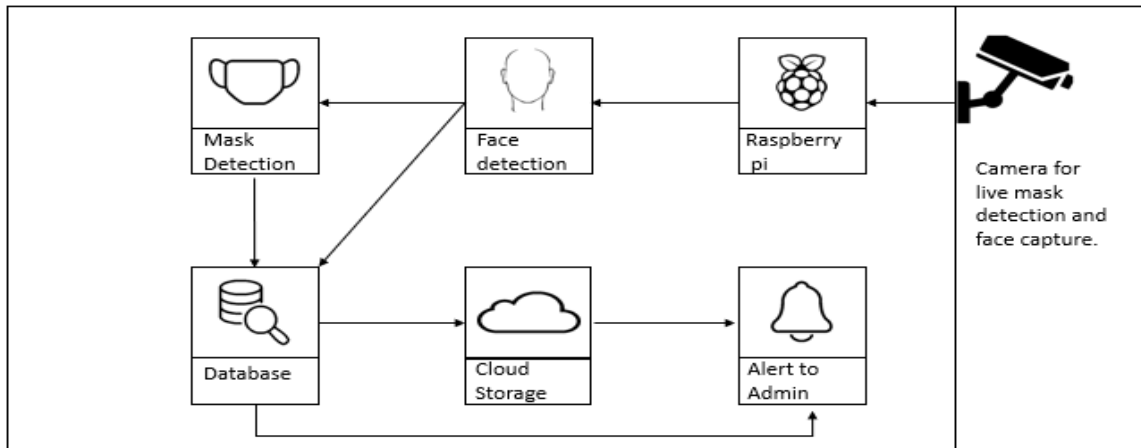 Mask
Detection
Face
detection
Raspberry
pi
Camera for
live mask
detection and
face capture.
Database
Cloud
Storage
Alert to
Admin